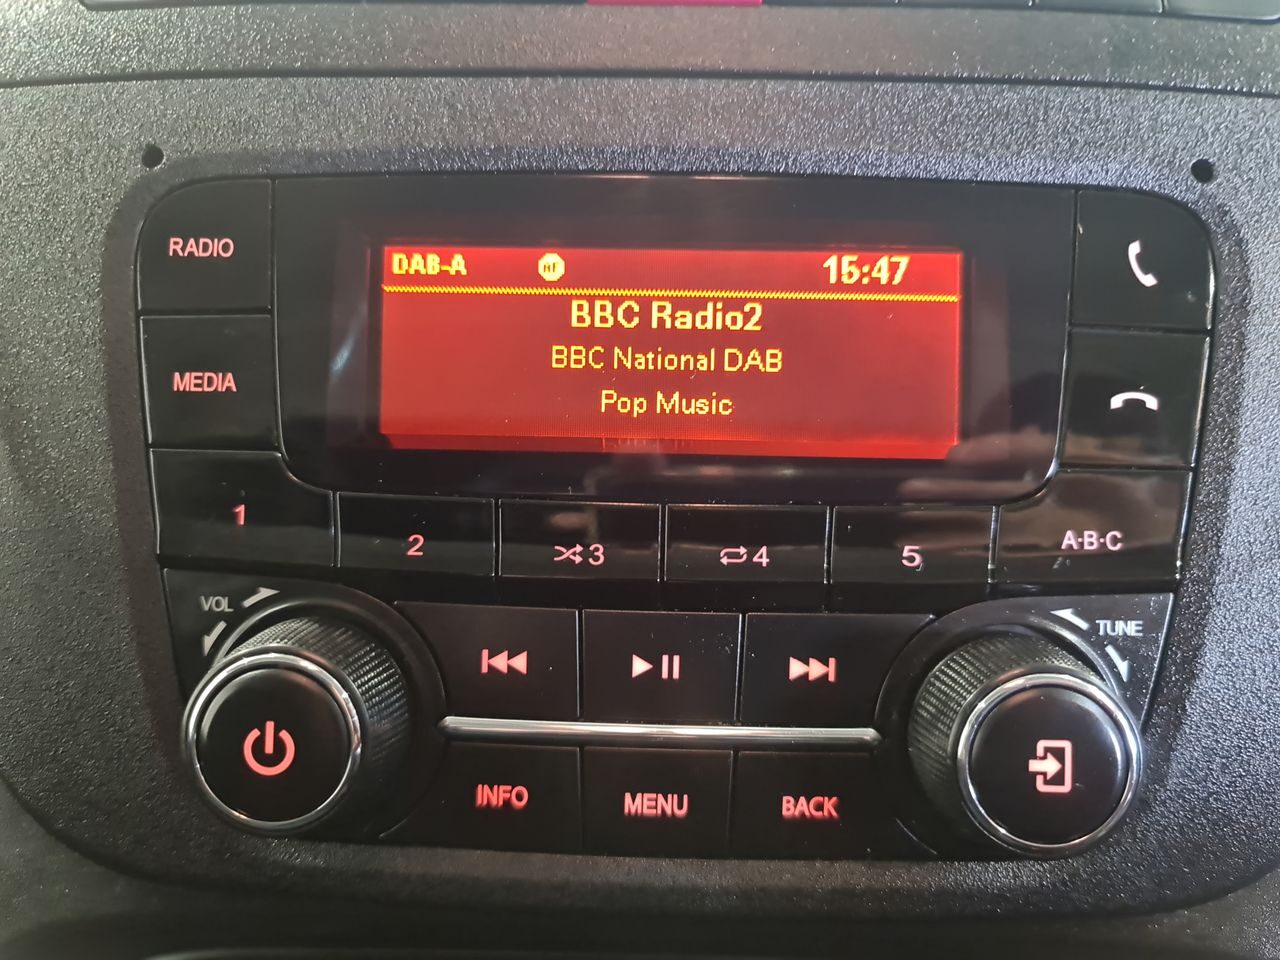 DAB-A AF 15:47
BBC Radio2
BBC National DAB
Pop Music
RADIO
MEDIA
1
2
3
4
5
A·B·C
VOL
TUNE
INFO
MENU
BACK